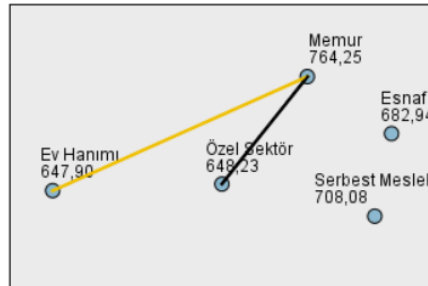 Memur
764,25
Esnaf
682,94
Ev Hanımı
647,90
Özel Sektör
648,23
Serbest Meslek
708,08